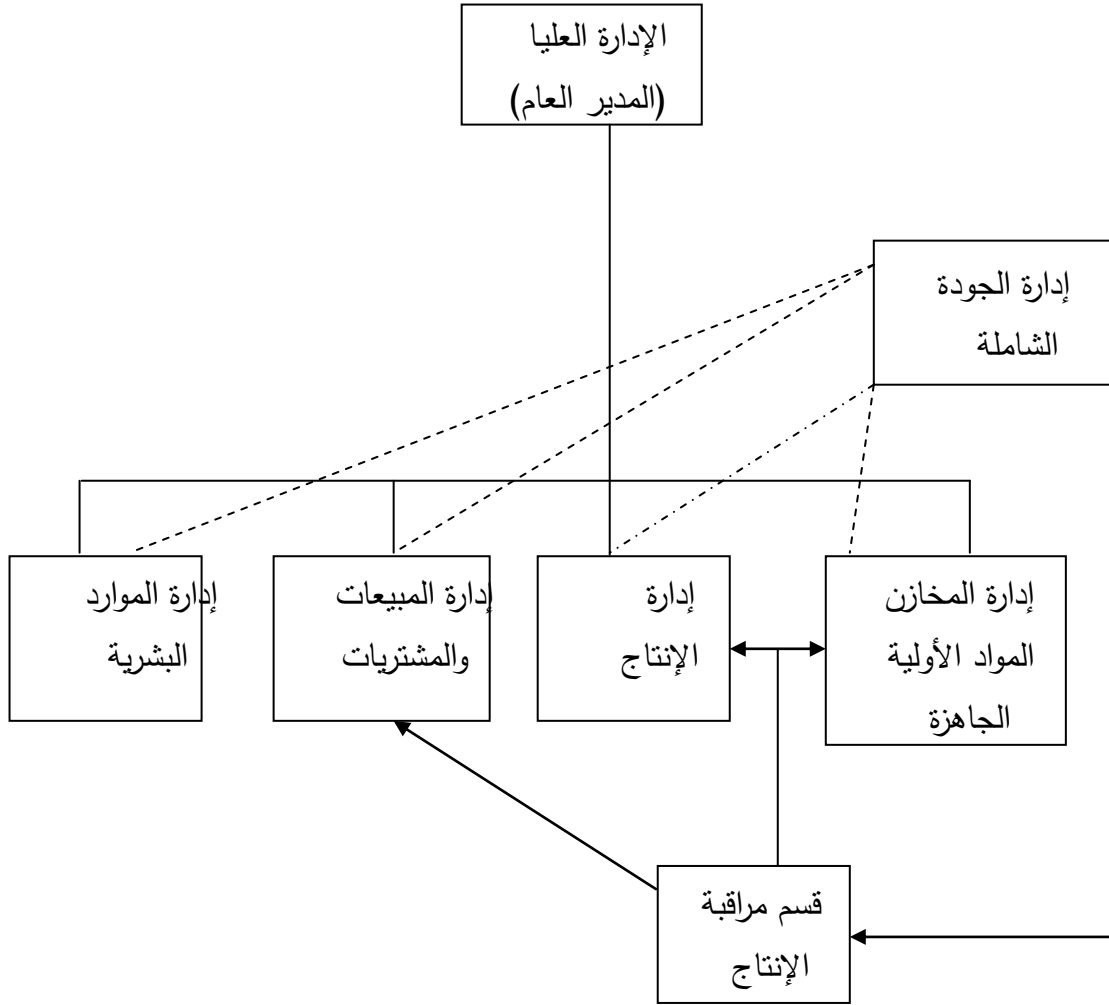 الإدارة العليا
(المدير العام)
إدارة الجودة
الشاملة
إدارة المخازن
المواد الأولية
الجاهزة
إدارة
الإنتاج
إدارة المبيعات
والمشتريات
إدارة الموارد
البشرية
قسم مراقبة
الإنتاج